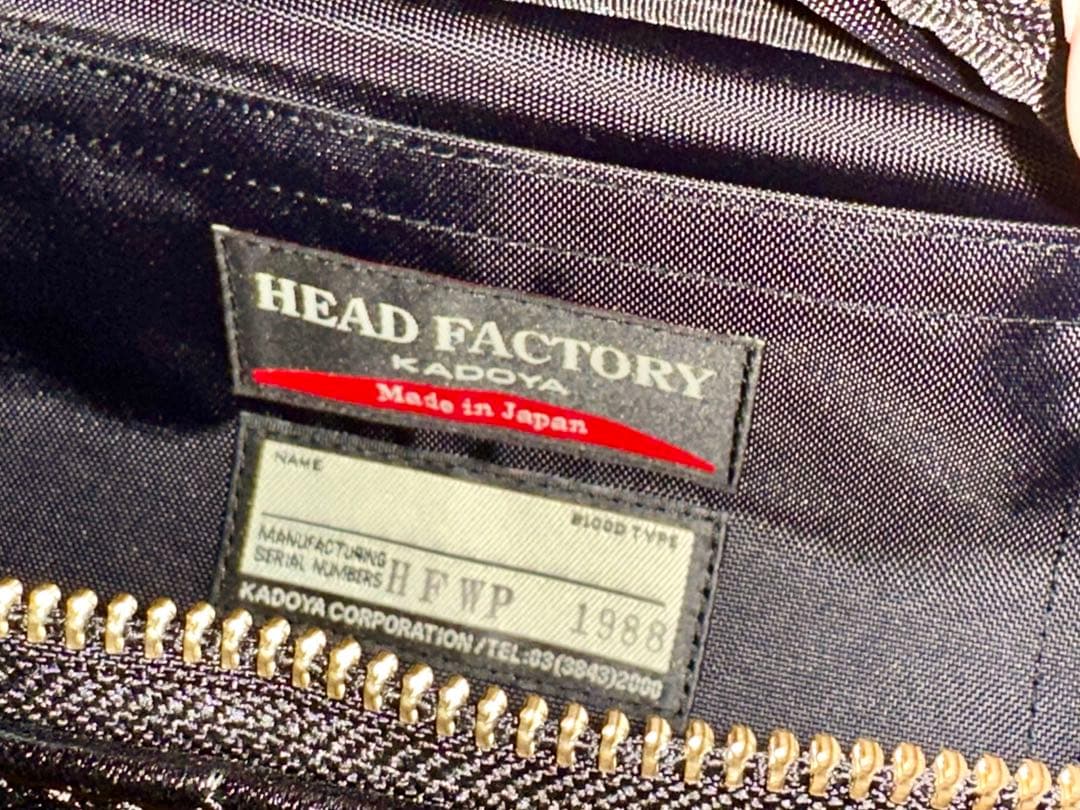 HEAD FACTORY
KADOYA
Made in Japan
NAME
BLOOD TYPE
MANUFACTURING
SERIAL NUMBERS HFWP 1988
KADOYA CORPORATION/TEL:03(3843)2000